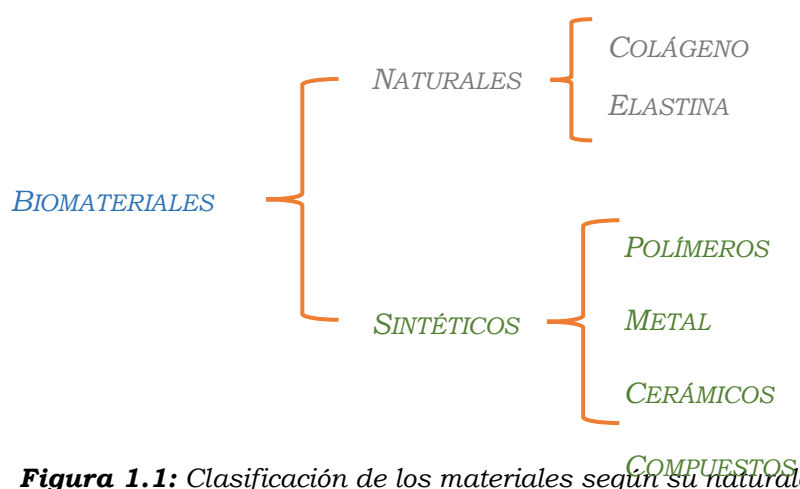 COLÁGENO
NATURALES
ELASTINA
BIOMATERIALES
POLÍMEROS
SINTÉTICOS
METAL
CERÁMICOS
COMPUESTOS
Figura 1.1: Clasificación de los materiales según su